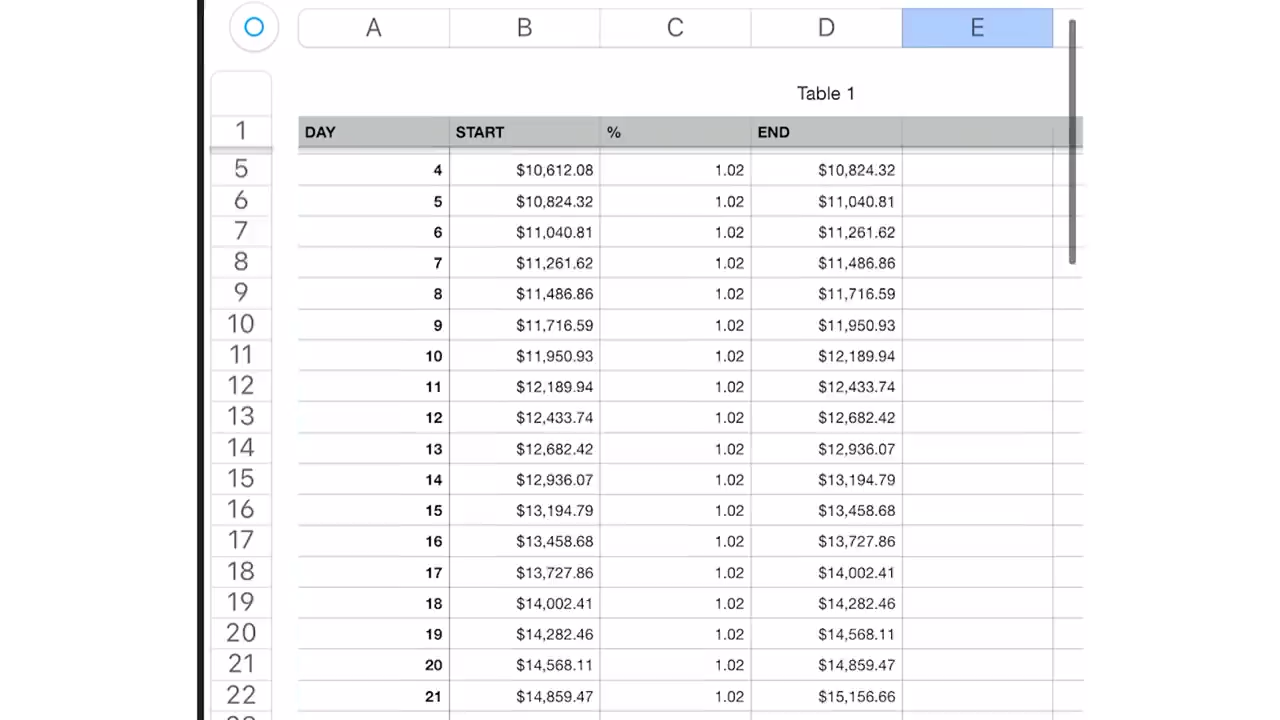 A B C D E
Table 1
1 DAY START % END
5 4 $10,612.08 1.02 $10,824.32
6 5 $10,824.32 1.02 $11,040.81
7 6 $11,040.81 1.02 $11,261.62
8 7 $11,261.62 1.02 $11,486.86
9 8 $11,486.86 1.02 $11,716.59
10 9 $11,716.59 1.02 $11,950.93
11 10 $11,950.93 1.02 $12,189.94
12 11 $12,189.94 1.02 $12,433.74
13 12 $12,433.74 1.02 $12,682.42
14 13 $12,682.42 1.02 $12,936.07
15 14 $12,936.07 1.02 $13,194.79
16 15 $13,194.79 1.02 $13,458.68
17 16 $13,458.68 1.02 $13,727.86
18 17 $13,727.86 1.02 $14,002.41
19 18 $14,002.41 1.02 $14,282.46
20 19 $14,282.46 1.02 $14,568.11
21 20 $14,568.11 1.02 $14,859.47
22 21 $14,859.47 1.02 $15,156.66